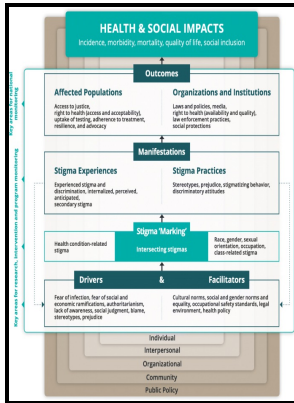 HEALTH & SOCIAL IMPACTS
Incidence, morbidity, mortality, quality of life, social inclusion
Outcomes
Affected Populations
Access to justice,
right to health (access and acceptability),
uptake of testing, adherence to treatment,
resilience, and advocacy
Organizations and Institutions
Laws and policies, media,
right to health (availability and quality),
law enforcement practices,
social protections
Manifestations
Stigma Experiences
Experienced stigma and
discrimination, internalized, perceived,
anticipated,
secondary stigma
Stigma Practices
Stereotypes, prejudice, stigmatizing behavior,
discriminatory attitudes
Stigma 'Marking'
Health condition-related
stigma
Intersecting stigmas
Race, gender, sexual
orientation, occupation,
class-related stigma
Drivers & Facilitators
Fear of infection, fear of social and
economic ramifications, authoritarianism,
lack of awareness, social judgment, blame,
stereotypes, prejudice
Cultural norms, social and gender norms and
equality, occupational safety standards, legal
environment, health policy
Individual
Interpersonal
Organizational
Community
Public Policy
Key areas for national
monitoring
Key areas for research, intervention and program monitoring